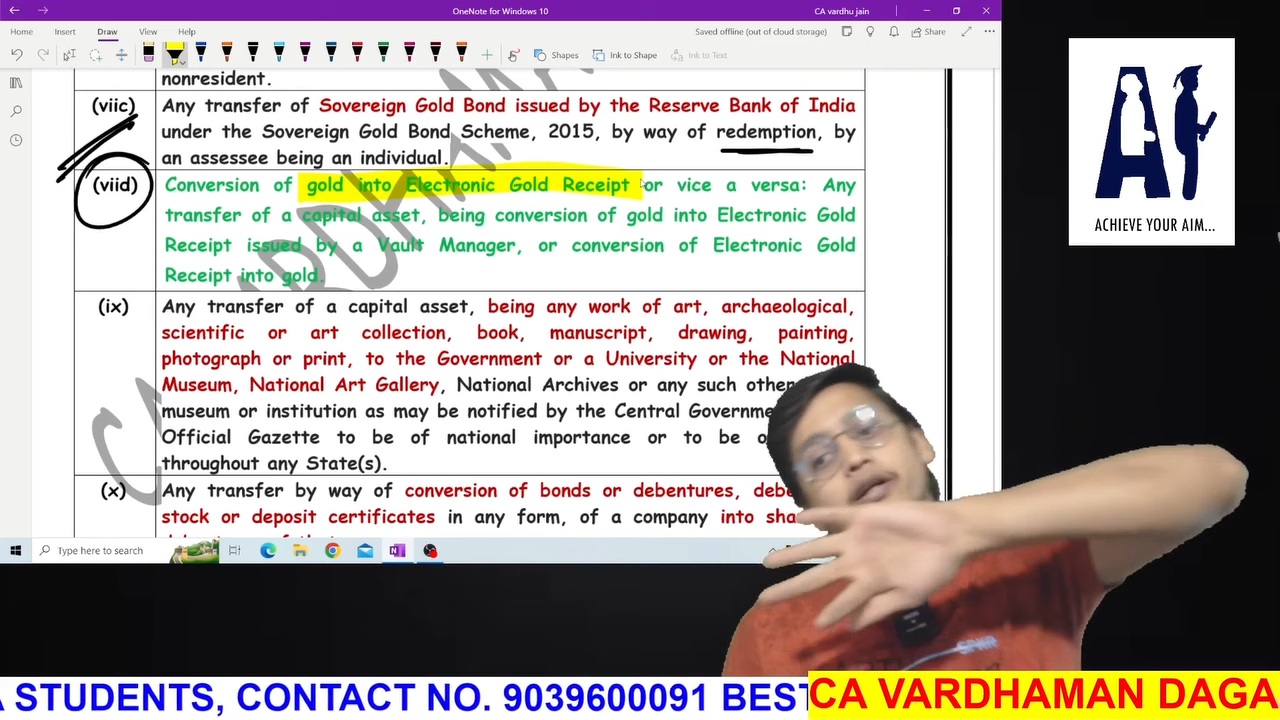 OneNote for Windows 10
CA vardhu jain
Home Insert Draw View Help
Saved offline (out of cloud storage)
Share
Shapes
Ink to Shape
Ink to Text
nonresident.
(viic) Any transfer of Sovereign Gold Bond issued by the Reserve Bank of India
under the Sovereign Gold Bond Scheme, 2015, by way of redemption, by
an assessee being an individual.
(viid) Conversion of gold into Electronic Gold Receipt or vice a versa: Any
transfer of a capital asset, being conversion of gold into Electronic Gold
Receipt issued by a Vault Manager, or conversion of Electronic Gold
Receipt into gold.
(ix) Any transfer of a capital asset, being any work of art, archaeological,
scientific or art collection, book, manuscript, drawing, painting,
photograph or print, to the Government or a University or the National
Museum, National Art Gallery, National Archives or any such other
museum or institution as may be notified by the Central
Official Gazette to be of national importance or to be
throughout any State(s).
(x) Any transfer by way of conversion of bonds or debentures,
stock or deposit certificates in any form, of a company into
Type here to search
AI
ACHIEVE YOUR AIM...
A STUDENTS, CONTACT NO. 9039600091
CA VARDHAMAN DAGA